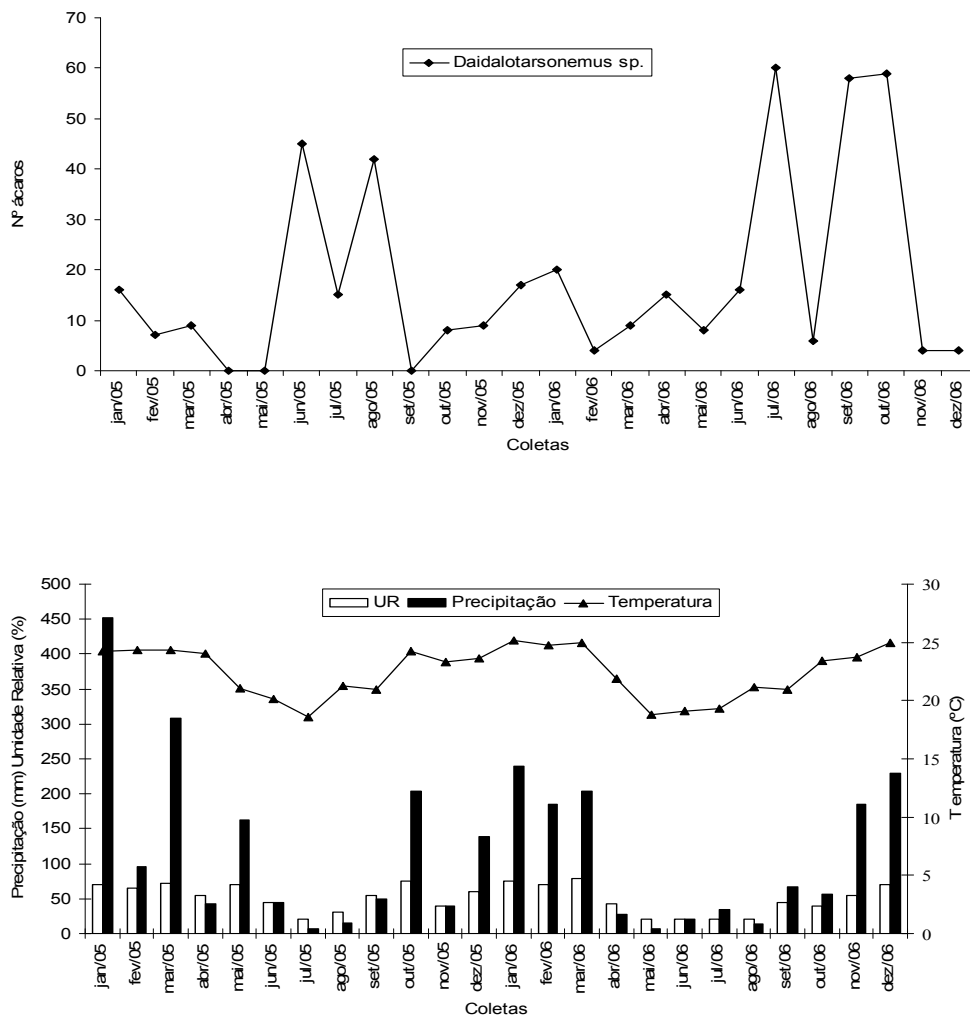 70
60
50
40
30
20
10
0
Nº ácaros
Daidalotarsonemus sp.
jan/05 fev/05 mar/05 abr/05 mai/05 jun/05 jul/05 ago/05 set/05 out/05 nov/05 dez/05 jan/06 fev/06 mar/06 abr/06 mai/06 jun/06 jul/06 ago/06 set/06 out/06 nov/06 dez/06
Coletas
500
450
400
350
300
250
200
150
100
50
0
Precipitação (mm) Umidade Relativa (%)
UR Precipitação Temperatura
30
25
20
15
10
5
0
Temperatura (ºC)
jan/05 fev/05 mar/05 abr/05 mai/05 jun/05 jul/05 ago/05 set/05 out/05 nov/05 dez/05 jan/06 fev/06 mar/06 abr/06 mai/06 jun/06 jul/06 ago/06 set/06 out/06 nov/06 dez/06
Coletas